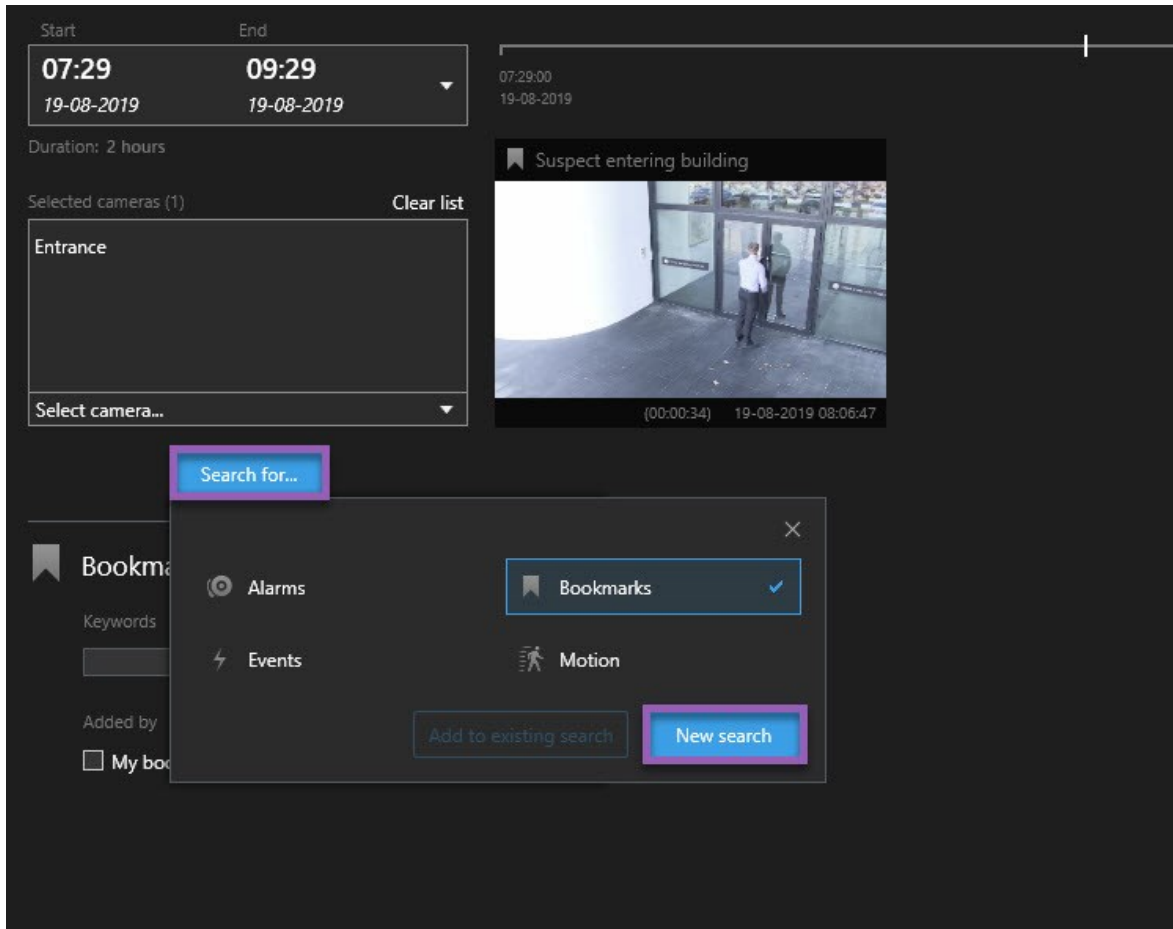 Start End
07:29 09:29
19-08-2019 19-08-2019
Duration: 2 hours
Selected cameras (1) Clear list
Entrance
Select camera...
07:29:00
19-08-2019
Suspect entering building
(00:00:34) 19-08-2019 08:06:47
Search for...
Bookma
Keywords
Added by
My boo
Alarms Bookmarks
Events Motion
Add to existing search New search